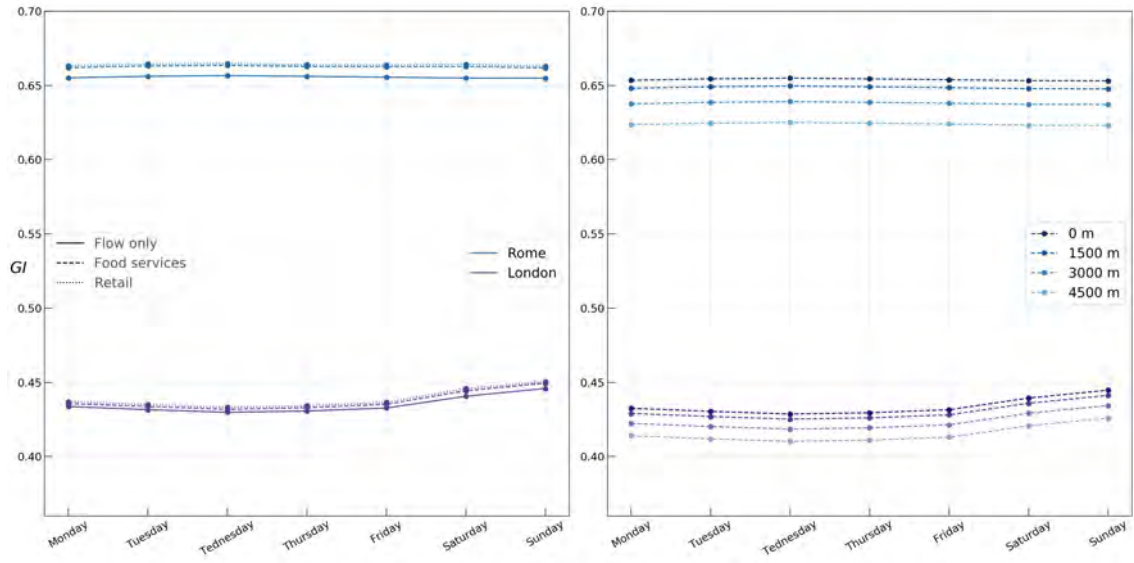 0.70
0.65
0.60
0.55
0.50
0.45
0.40
GI
Flow only
Food services
Retail
Rome
London
Monday
Tuesday
Tednesday
Thursday
Friday
Saturday
Sunday
0.70
0.65
0.60
0.55
0.50
0.45
0.40
0 m
1500 m
3000 m
4500 m
Monday
Tuesday
Tednesday
Thursday
Friday
Saturday
Sunday